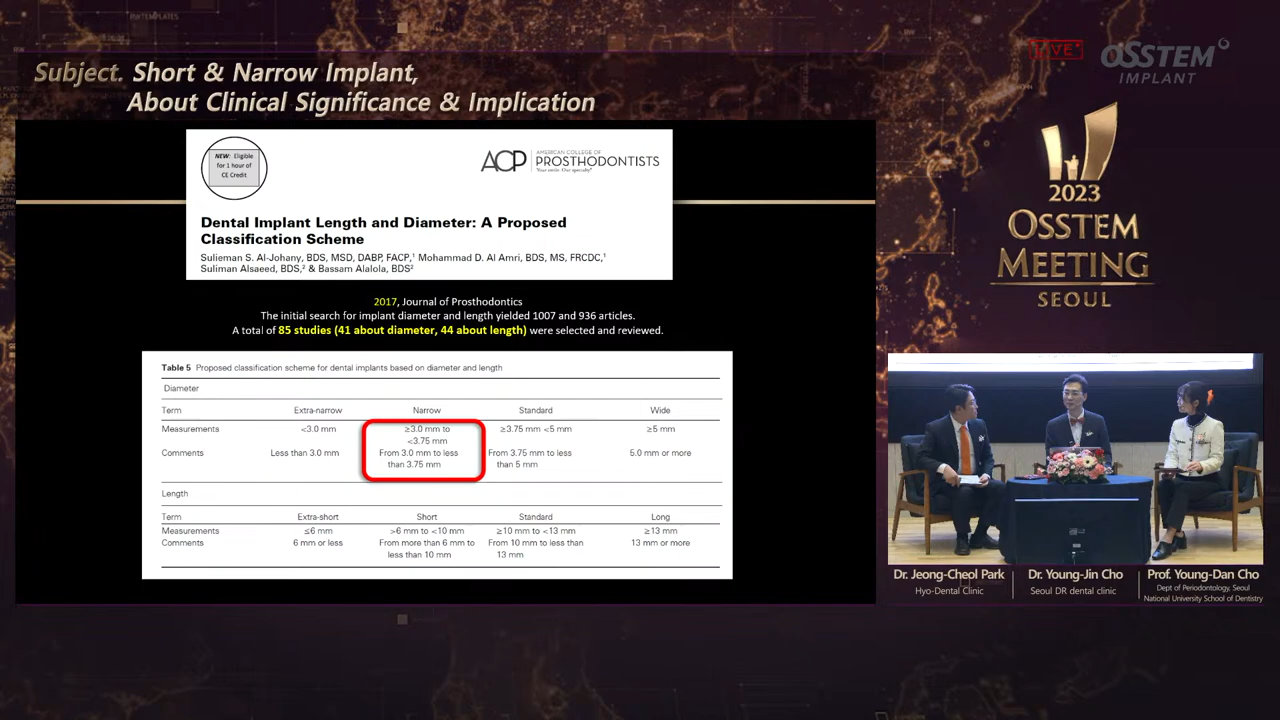 Subject. Short & Narrow Implant,
About Clinical Significance & Implication
LIVE
OSSTEM
IMPLANT
NEW: Eligible
for 1 hour of
CE Credit
ACP AMERICAN COLLEGE OF
PROSTHODONTISTS
Your smile. Our specialty.
Dental Implant Length and Diameter: A Proposed
Classification Scheme
Sulieman S. Al-Johany, BDS, MSD, DABP, FACP,1 Mohammad D. Al Amri, BDS, MS, FRCDC,1
Suliman Alsaeed, BDS,2 & Bassam Alalola, BDS2
2017, Journal of Prosthodontics
The initial search for implant diameter and length yielded 1007 and 936 articles.
A total of 85 studies (41 about diameter, 44 about length) were selected and reviewed.
Table 5 Proposed classification scheme for dental implants based on diameter and length
Diameter
Term Extra-narrow Narrow Standard Wide
Measurements <3.0 mm ≥3.0 mm to ≥3.75 mm <5 mm ≥5 mm
<3.75 mm
Comments Less than 3.0 mm From 3.0 mm to less From 3.75 mm to less 5.0 mm or more
than 3.75 mm than 5 mm
Length
Term Extra-short Short Standard Long
Measurements ≤6 mm >6 mm to <10 mm ≥10 mm to <13 mm ≥13 mm
Comments 6 mm or less From more than 6 mm to From 10 mm to less than 13 mm or more
less than 10 mm 13 mm
2023
OSSTEM
MEETING
SEOUL
Dr. Jeong-Cheol Park
Hyo-Dental Clinic
Dr. Young-Jin Cho
Seoul DR dental clinic
Prof. Young-Dan Cho
Dept of Periodontology, Seoul
National University School of Dentistry